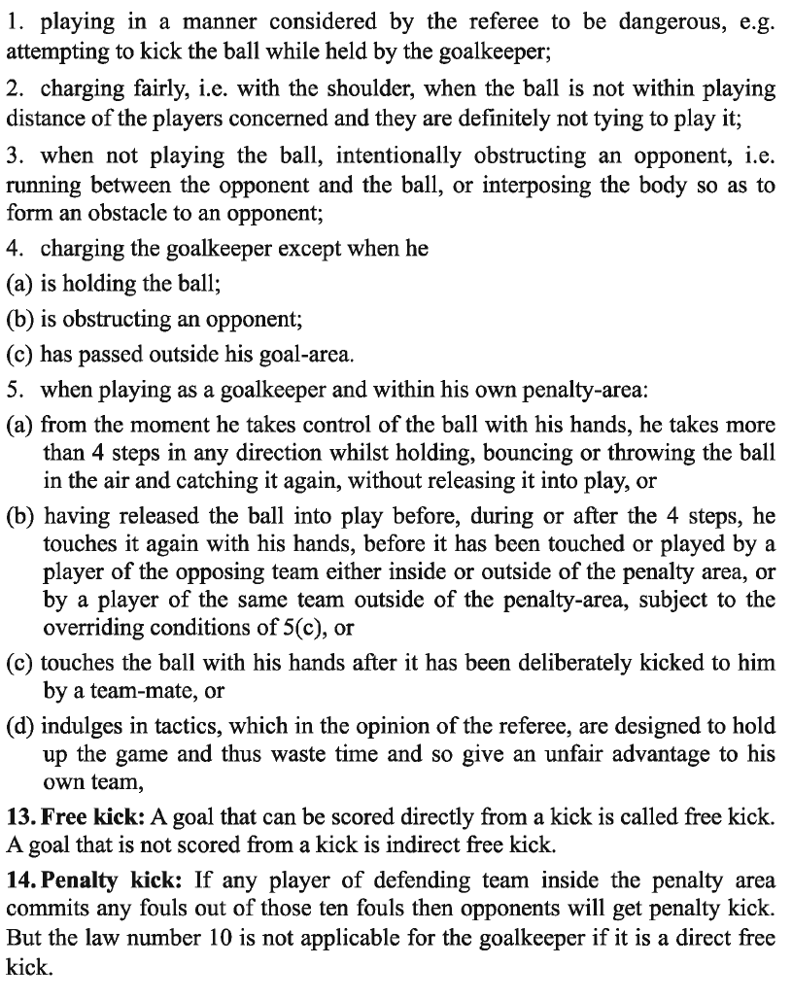 1. playing in a manner considered by the referee to be dangerous, e.g.
attempting to kick the ball while held by the goalkeeper;
2. charging fairly, i.e. with the shoulder, when the ball is not within playing
distance of the players concerned and they are definitely not tying to play it;
3. when not playing the ball, intentionally obstructing an opponent, i.e.
running between the opponent and the ball, or interposing the body so as to
form an obstacle to an opponent;
4. charging the goalkeeper except when he
(a) is holding the ball;
(b) is obstructing an opponent;
(c) has passed outside his goal-area.
5. when playing as a goalkeeper and within his own penalty-area:
(a) from the moment he takes control of the ball with his hands, he takes more
than 4 steps in any direction whilst holding, bouncing or throwing the ball
in the air and catching it again, without releasing it into play, or
(b) having released the ball into play before, during or after the 4 steps, he
touches it again with his hands, before it has been touched or played by a
player of the opposing team either inside or outside of the penalty area, or
by a player of the same team outside of the penalty-area, subject to the
overriding conditions of 5(c), or
(c) touches the ball with his hands after it has been deliberately kicked to him
by a team-mate, or
(d) indulges in tactics, which in the opinion of the referee, are designed to hold
up the game and thus waste time and so give an unfair advantage to his
own team,
13. Free kick: A goal that can be scored directly from a kick is called free kick.
A goal that is not scored from a kick is indirect free kick.
14. Penalty kick: If any player of defending team inside the penalty area
commits any fouls out of those ten fouls then opponents will get penalty kick.
But the law number 10 is not applicable for the goalkeeper if it is a direct free
kick.